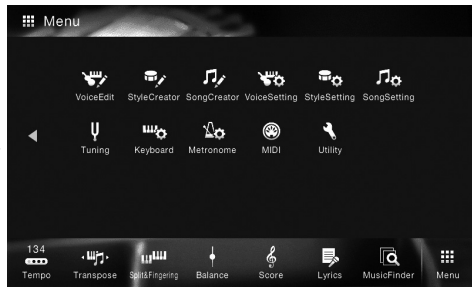 Menu
VoiceEdit StyleCreator SongCreator VoiceSetting StyleSetting SongSetting
Tuning Keyboard Metronome MIDI Utility
134
Tempo Transpose Split&Fingering Balance Score Lyrics MusicFinder Menu